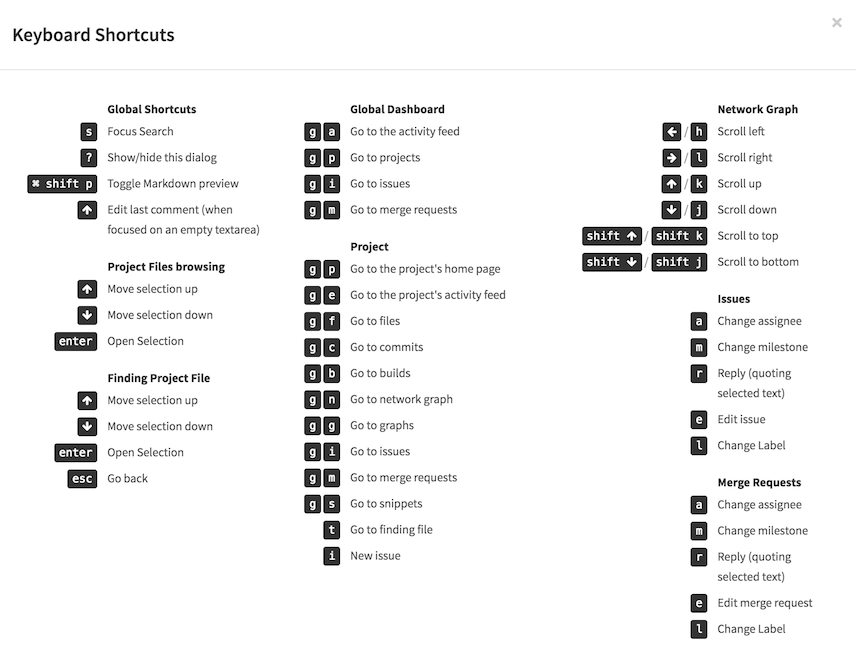 Keyboard Shortcuts
×
Global Shortcuts
s Focus Search
? Show/hide this dialog
⌘ shift p Toggle Markdown preview
↑ Edit last comment (when
focused on an empty textarea)
Project Files browsing
↑ Move selection up
↓ Move selection down
enter Open Selection
Finding Project File
↑ Move selection up
↓ Move selection down
enter Open Selection
esc Go back
Global Dashboard
g a Go to the activity feed
g p Go to projects
g i Go to issues
g m Go to merge requests
Project
g p Go to the project's home page
g e Go to the project's activity feed
g f Go to files
g c Go to commits
g b Go to builds
g n Go to network graph
g g Go to graphs
g i Go to issues
g m Go to merge requests
g s Go to snippets
t Go to finding file
i New issue
Network Graph
← / h Scroll left
→ / l Scroll right
↑ / k Scroll up
↓ / j Scroll down
shift ↑ / shift k Scroll to top
shift ↓ / shift j Scroll to bottom
Issues
a Change assignee
m Change milestone
r Reply (quoting
selected text)
e Edit issue
l Change Label
Merge Requests
a Change assignee
m Change milestone
r Reply (quoting
selected text)
e Edit merge request
l Change Label